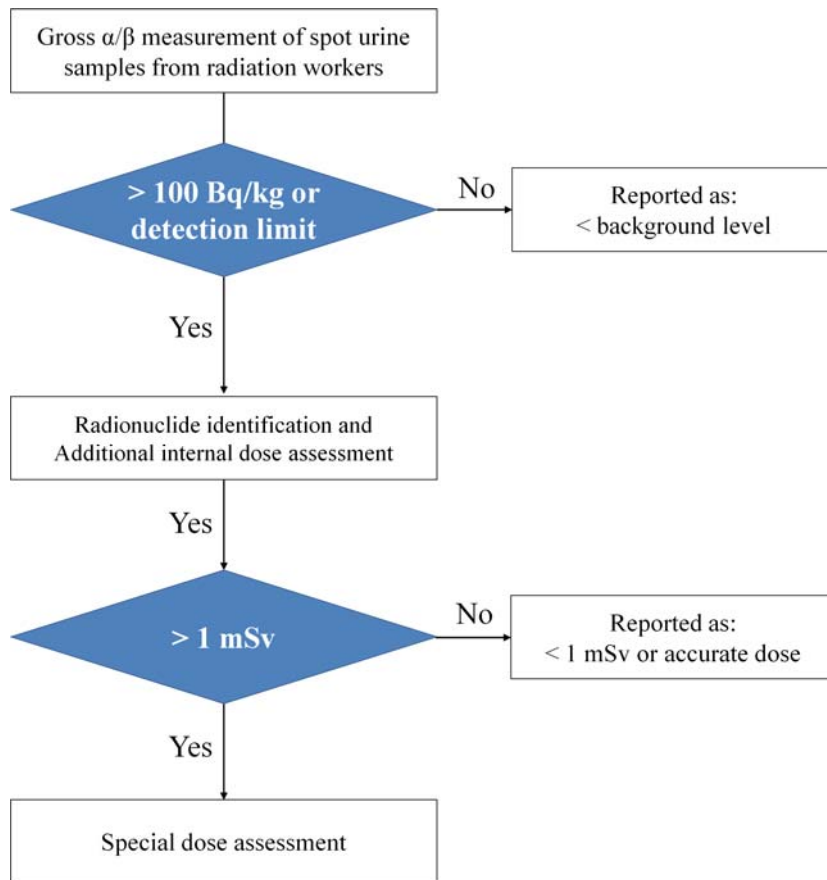 Gross α/β measurement of spot urine
samples from radiation workers
> 100 Bq/kg or
detection limit
No
Reported as:
< background level
Yes
Radionuclide identification and
Additional internal dose assessment
Yes
> 1 mSv
No
Reported as:
< 1 mSv or accurate dose
Yes
Special dose assessment